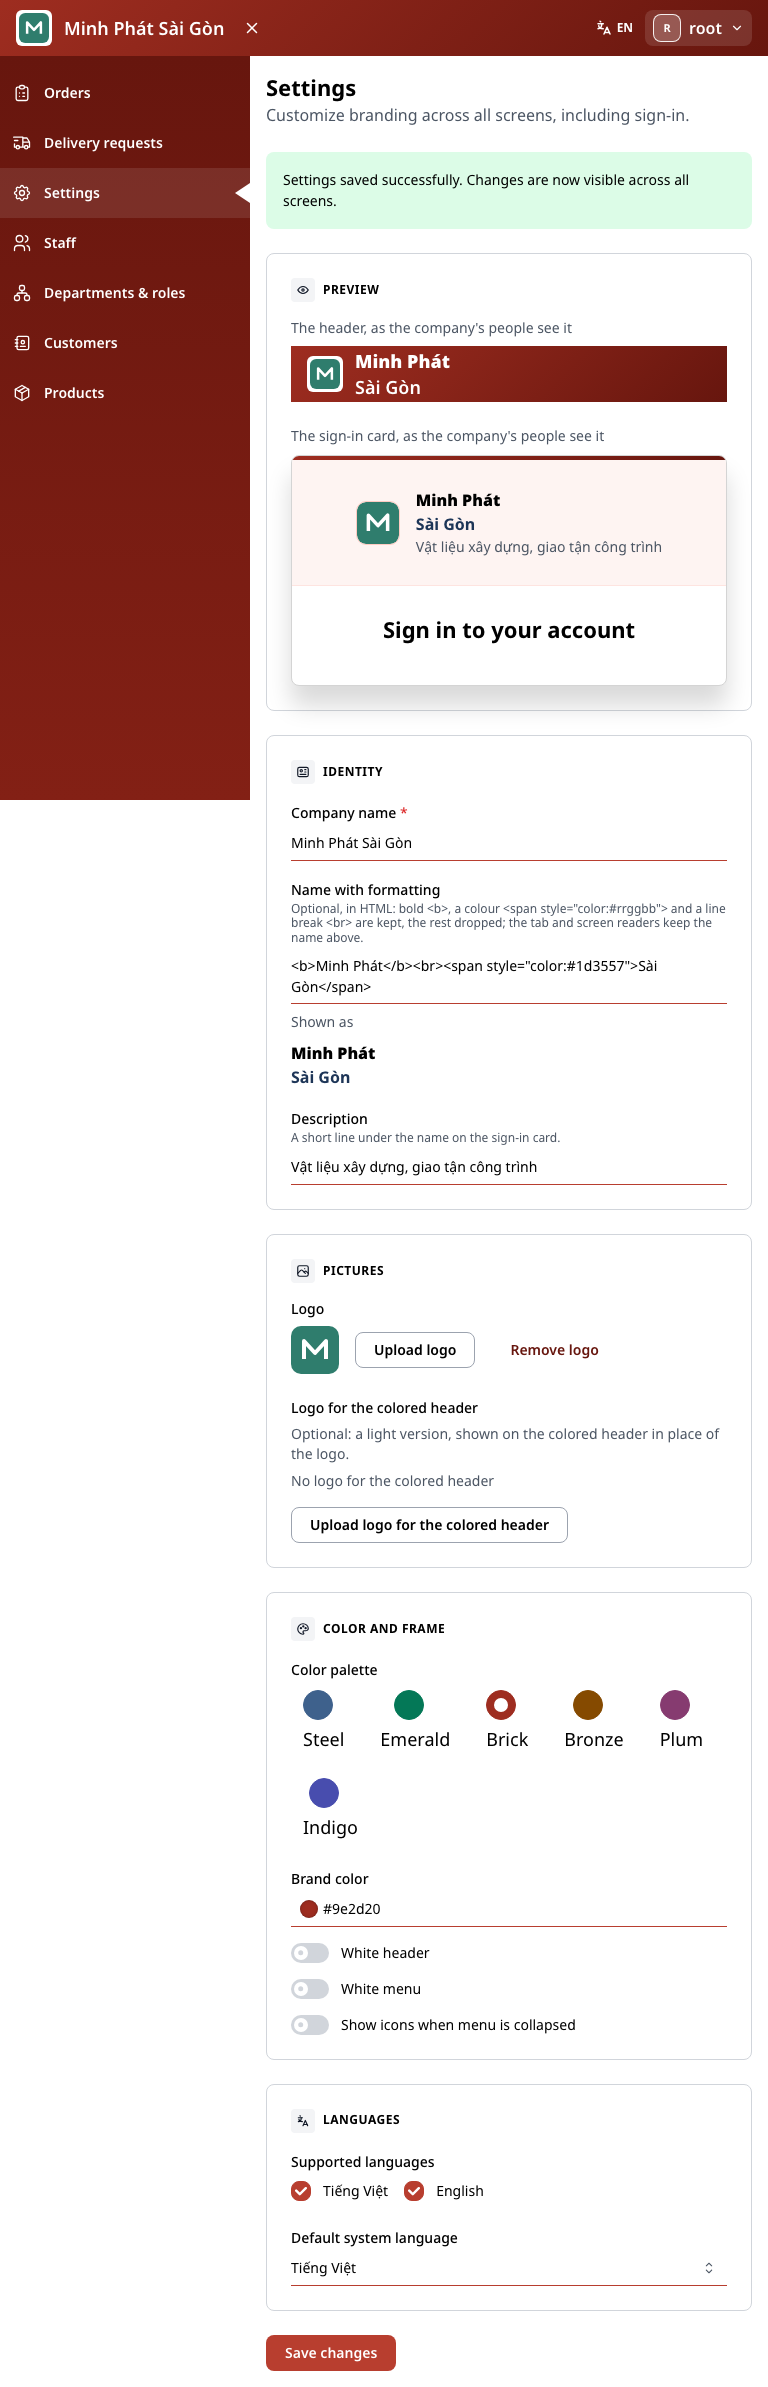 Minh Phát Sài Gòn
EN
R
root
Orders
Delivery requests
Settings
Staff
Departments & roles
Customers
Products
Settings
Customize branding across all screens, including sign-in.
Settings saved successfully. Changes are now visible across all
screens.
PREVIEW
The header, as the company's people see it
Minh Phát
Sài Gòn
The sign-in card, as the company's people see it
Minh Phát
Sài Gòn
Vật liệu xây dựng, giao tận công trình
Sign in to your account
IDENTITY
Company name *
Minh Phát Sài Gòn
Name with formatting
Optional, in HTML: bold <b>, a colour <span style="color:#rrggbb"> and a line
break <br> are kept, the rest dropped; the tab and screen readers keep the
name above.
<b>Minh Phát</b><br><span style="color:#1d3557">Sài
Gòn</span>
Shown as
Minh Phát
Sài Gòn
Description
A short line under the name on the sign-in card.
Vật liệu xây dựng, giao tận công trình
PICTURES
Logo
Upload logo
Remove logo
Logo for the colored header
Optional: a light version, shown on the colored header in place of
the logo.
No logo for the colored header
Upload logo for the colored header
COLOR AND FRAME
Color palette
Steel
Emerald
Brick
Bronze
Plum
Indigo
Brand color
#9e2d20
White header
White menu
Show icons when menu is collapsed
LANGUAGES
Supported languages
Tiếng Việt
English
Default system language
Tiếng Việt
Save changes